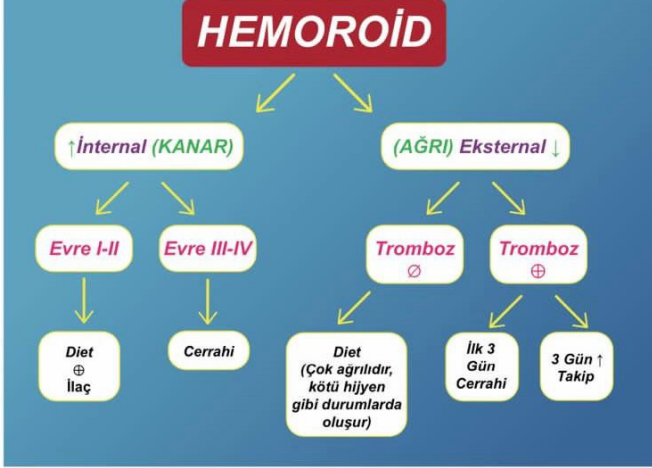 HEMOROİD
↑İnternal (KANAR)
(AĞRI) Eksternal ↓
Evre I-II
Evre III-IV
Tromboz
∅
Tromboz
⊕
Diet
⊕
İlaç
Cerrahi
Diet
(Çok ağrılıdır,
kötü hijyen
gibi durumlarda
oluşur)
İlk 3
Gün
Cerrahi
3 Gün ↑
Takip